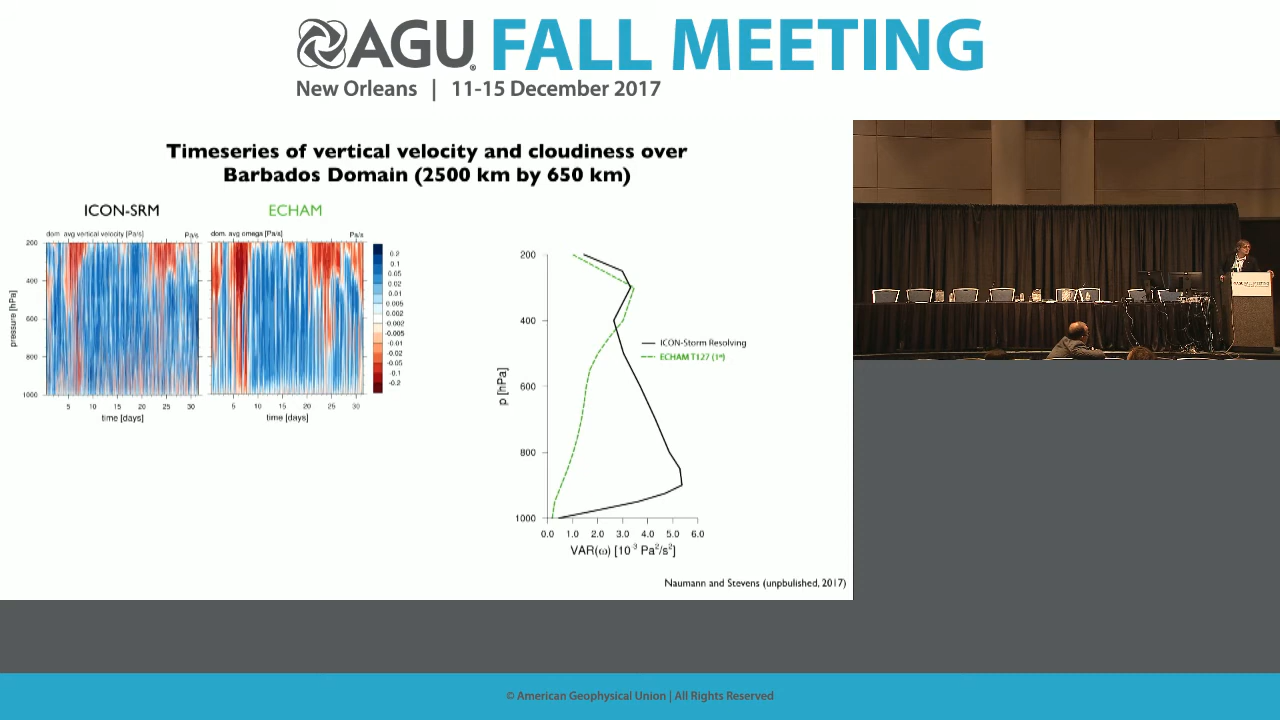 AGU FALL MEETING
New Orleans | 11-15 December 2017
Timeseries of vertical velocity and cloudiness over
Barbados Domain (2500 km by 650 km)
ICON-SRM
ECHAM
dom. avg vertical velocity [Pa/s] Pa/s
dom. avg omega [Pa/s] Pa/s
200
400
600
800
1000
pressure [hPa]
5 10 15 20 25 30
time [days]
5 10 15 20 25 30
time [days]
0.2
0.1
0.05
0.02
0.01
0.005
0.002
-0.002
-0.005
-0.01
-0.02
-0.05
-0.1
-0.2
200
400
600
800
1000
p [hPa]
ICON-Storm Resolving
ECHAM T127 (1º)
0.0 1.0 2.0 3.0 4.0 5.0 6.0
VAR(ω) [10⁻³ Pa²/s²]
Naumann and Stevens (unpbulished, 2017)
AGU FALL MEETING
© American Geophysical Union | All Rights Reserved